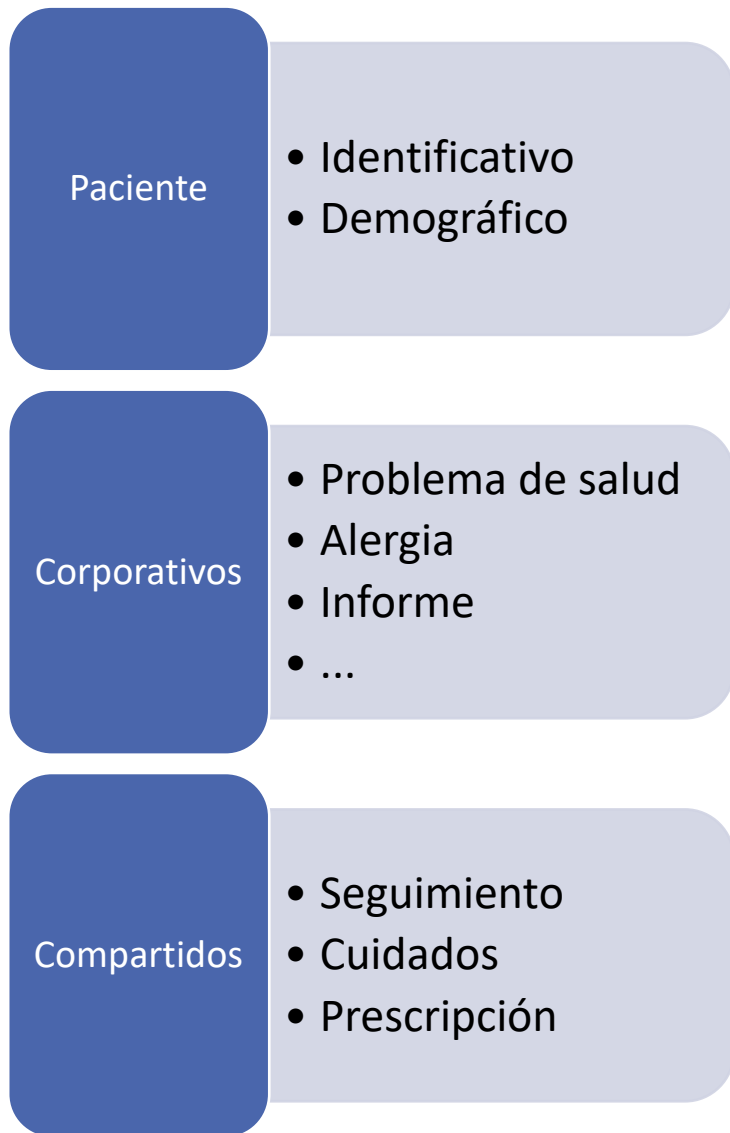 Paciente
• Identificativo
• Demográfico
Corporativos
• Problema de salud
• Alergia
• Informe
• ...
Compartidos
• Seguimiento
• Cuidados
• Prescripción